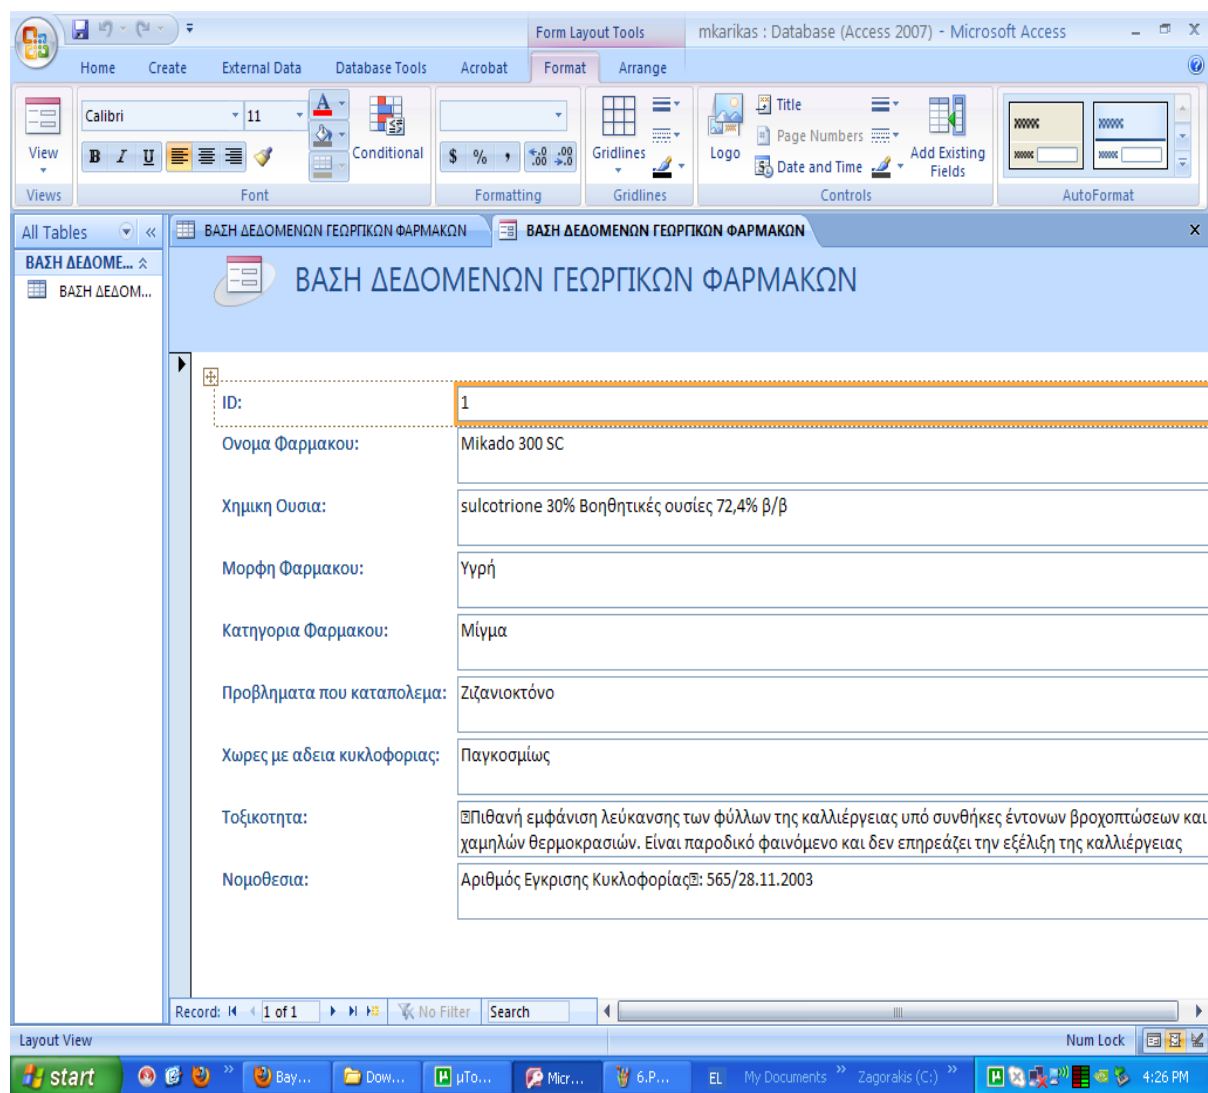 Form Layout Tools
mkarikas : Database (Access 2007) - Microsoft Access
Home Create External Data Database Tools Acrobat Format Arrange
Calibri 11
B I U
Conditional
View
Views
Font
$ % ,
Formatting
Gridlines
Gridlines
Logo
Title
Page Numbers
Date and Time
Add Existing
Fields
Controls
XXXXX XXXXX
XXXXX XXXXX
AutoFormat
All Tables
ΒΑΣΗ ΔΕΔΟΜΕΝΩΝ ΓΕΩΡΓΙΚΩΝ ΦΑΡΜΑΚΩΝ
ΒΑΣΗ ΔΕΔΟΜΕΝΩΝ ΓΕΩΡΓΙΚΩΝ ΦΑΡΜΑΚΩΝ
ΒΑΣΗ ΔΕΔΟΜΕ...
ΒΑΣΗ ΔΕΔΟΜ...
ΒΑΣΗ ΔΕΔΟΜΕΝΩΝ ΓΕΩΡΓΙΚΩΝ ΦΑΡΜΑΚΩΝ
ID: 1
Ονομα Φαρμακου: Mikado 300 SC
Χημικη Ουσια: sulcotrione 30% Βοηθητικές ουσίες 72,4% β/β
Μορφη Φαρμακου: Υγρή
Κατηγορια Φαρμακου: Μίγμα
Προβληματα που καταπολεμα: Ζιζανιοκτόνο
Χωρες με αδεια κυκλοφοριας: Παγκοσμίως
Τοξικοτητα: Πιθανή εμφάνιση λεύκανσης των φύλλων της καλλιέργειας υπό συνθήκες έντονων βροχοπτώσεων και
χαμηλών θερμοκρασιών. Είναι παροδικό φαινόμενο και δεν επηρεάζει την εξέλιξη της καλλιέργειας
Νομοθεσια: Αριθμός Εγκρισης Κυκλοφορίας: 565/28.11.2003
Record: 1 of 1 No Filter Search
Layout View
Num Lock
start Bay... Dow... µTo... Micr... 6.P... EL My Documents Zagorakis (C:) 4:26 PM